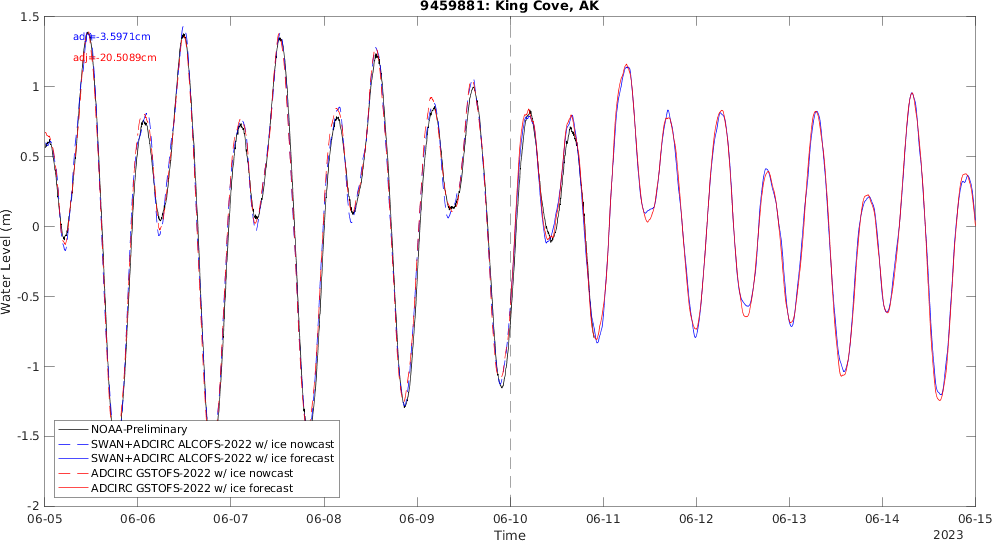 9459881: King Cove, AK
1.5
adj=-3.5971cm
adj=-20.5089cm
1
0.5
0
-0.5
-1
-1.5
-2
Water Level (m)
NOAA-Preliminary
SWAN+ADCIRC ALCOFS-2022 w/ ice nowcast
SWAN+ADCIRC ALCOFS-2022 w/ ice forecast
ADCIRC GSTOFS-2022 w/ ice nowcast
ADCIRC GSTOFS-2022 w/ ice forecast
06-05 06-06 06-07 06-08 06-09 06-10 06-11 06-12 06-13 06-14 06-15
Time
2023